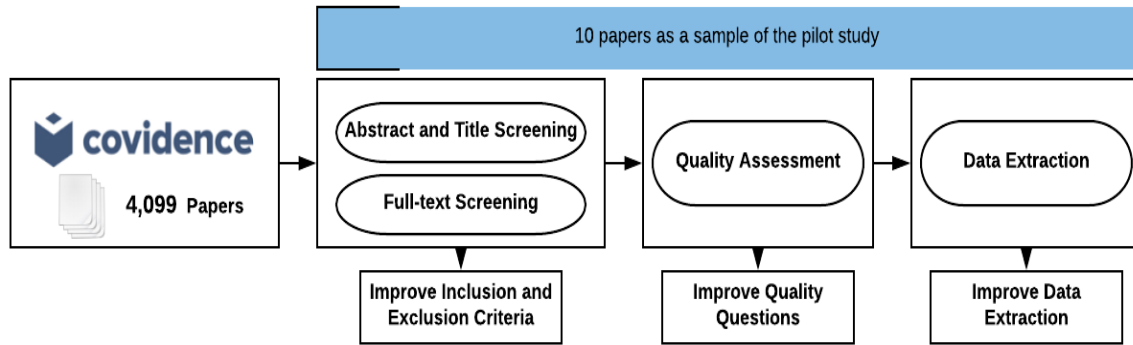 10 papers as a sample of the pilot study
covidence
4,099 Papers
Abstract and Title Screening
Full-text Screening
Quality Assessment
Data Extraction
Improve Inclusion and
Exclusion Criteria
Improve Quality
Questions
Improve Data
Extraction